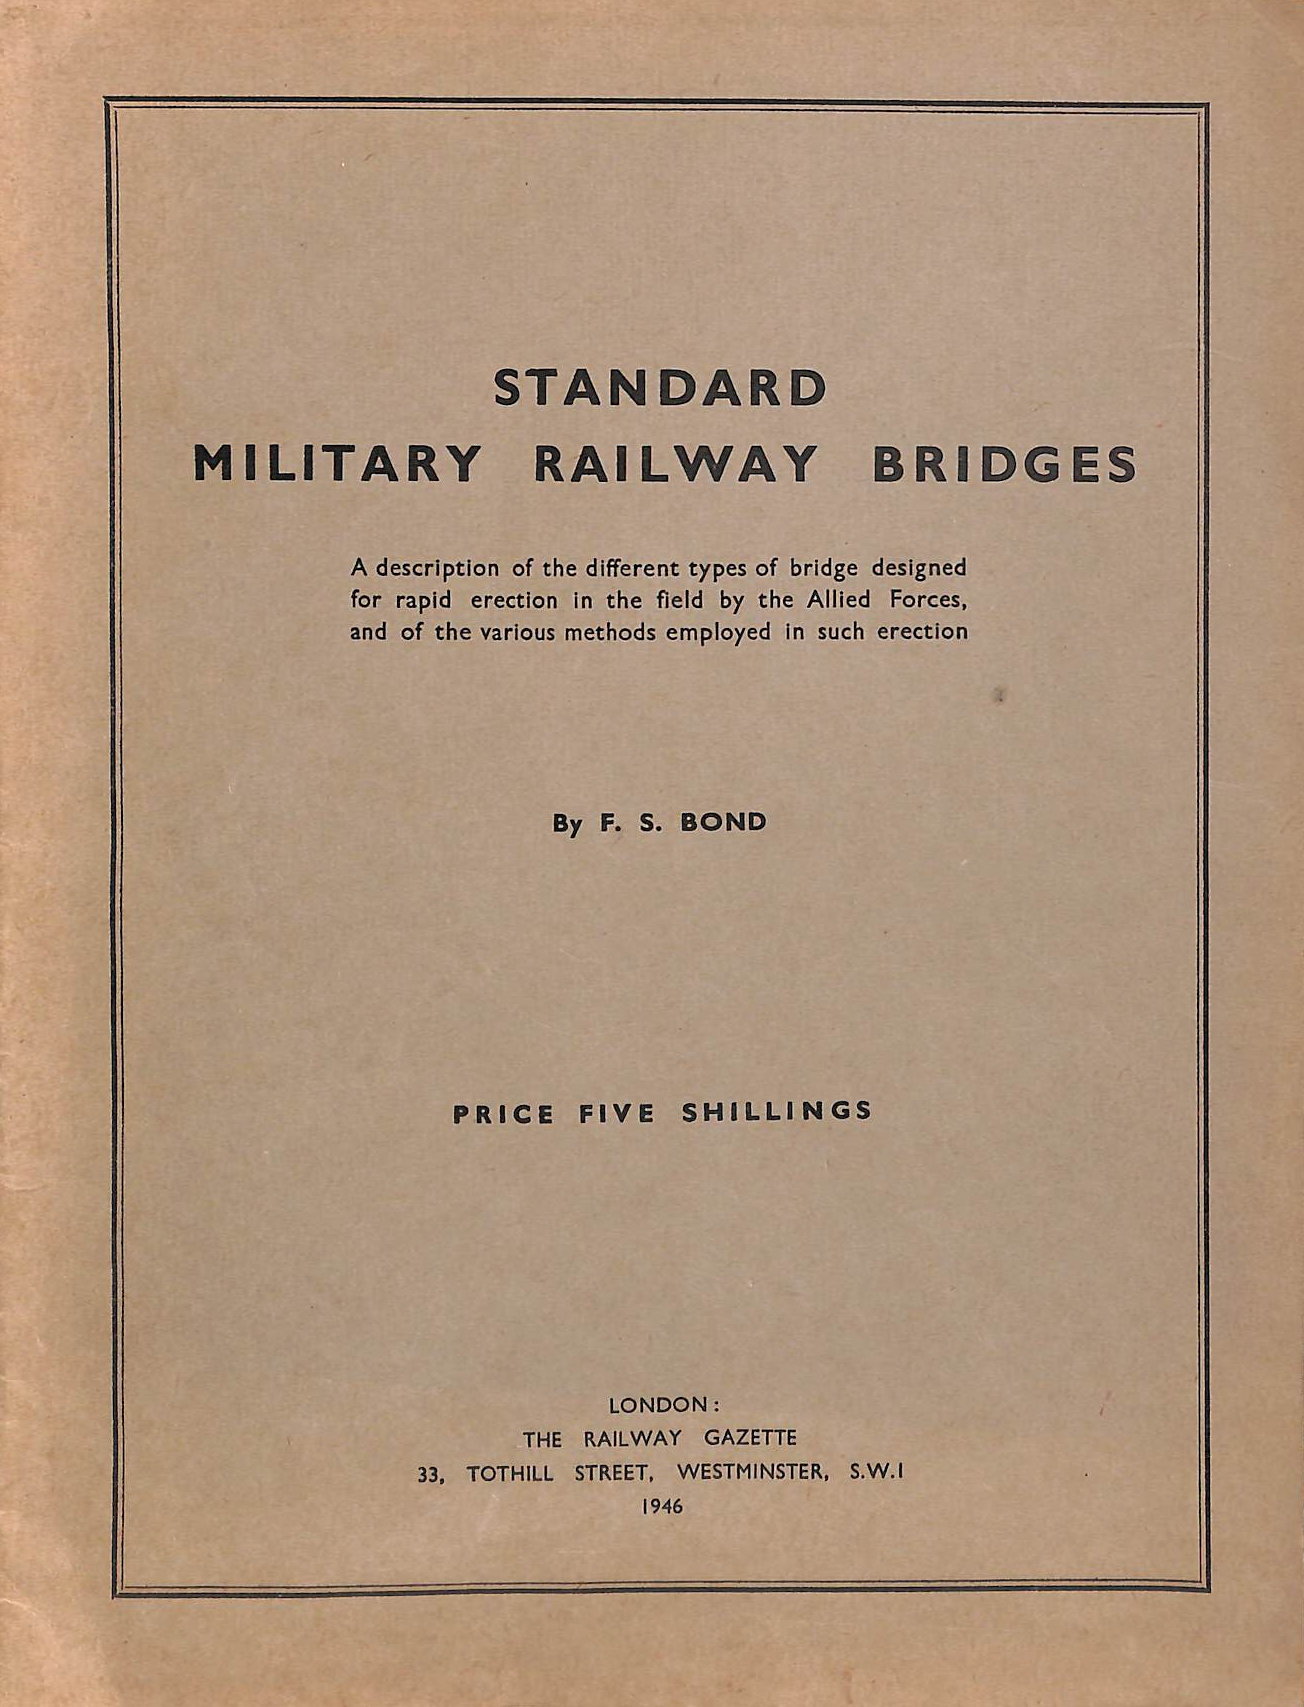 STANDARD
MILITARY RAILWAY BRIDGES
A description of the different types of bridge designed
for rapid erection in the field by the Allied Forces,
and of the various methods employed in such erection
By F. S. BOND
PRICE FIVE SHILLINGS
LONDON:
THE RAILWAY GAZETTE
33, TOTHILL STREET, WESTMINSTER, S.W.1
1946